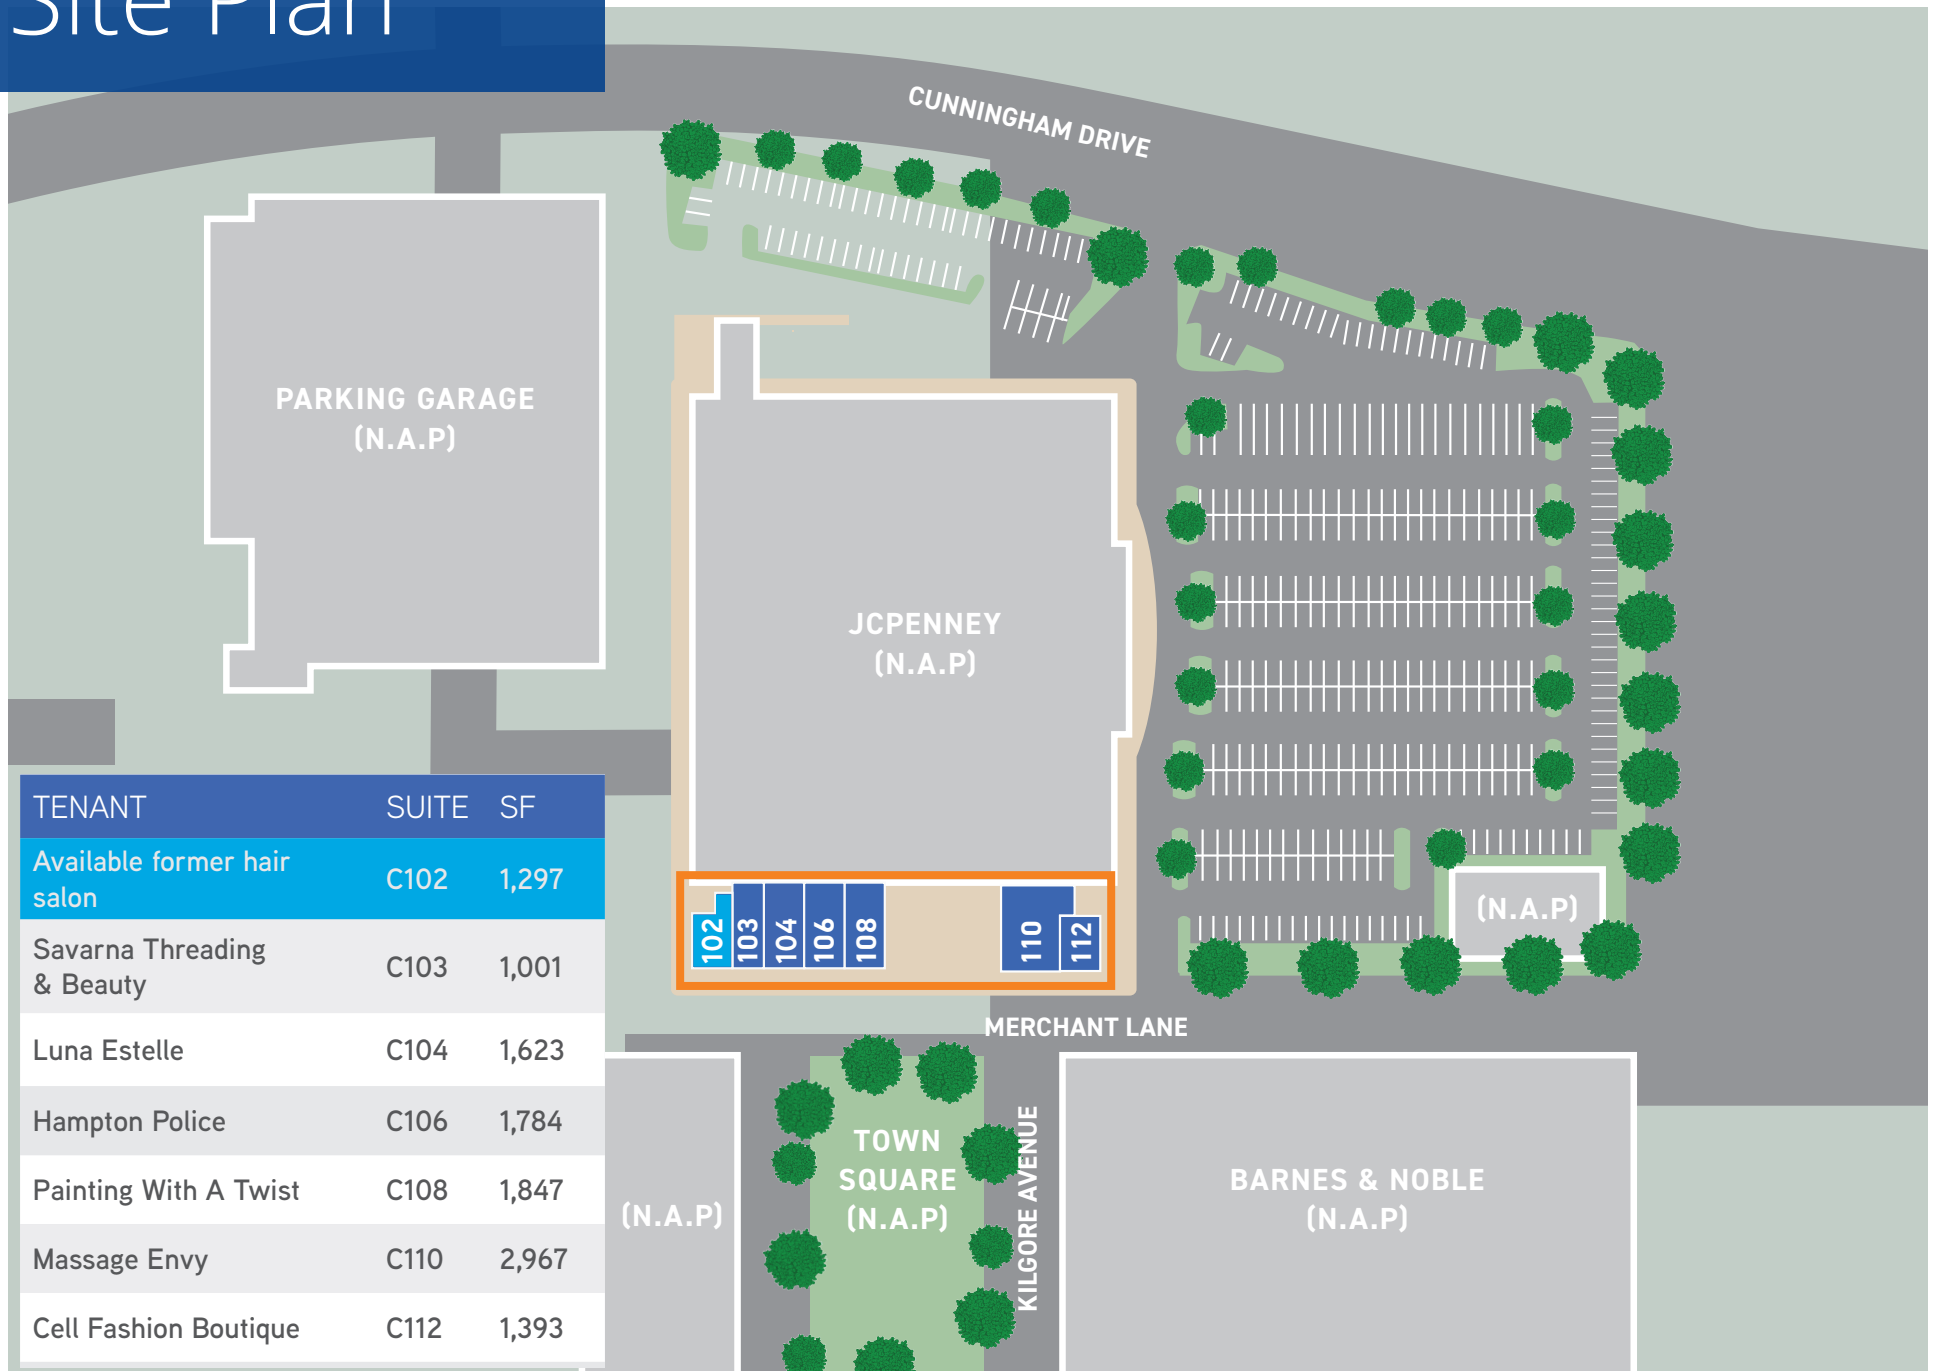 Site Plan
CUNNINGHAM DRIVE
PARKING GARAGE
(N.A.P)
JCPENNEY
(N.A.P)
TENANT SUITE SF
Available former hair
salon C102 1,297
Savarna Threading
& Beauty C103 1,001
Luna Estelle C104 1,623
Hampton Police C106 1,784
Painting With A Twist C108 1,847
Massage Envy C110 2,967
Cell Fashion Boutique C112 1,393
102
103
104
106
108
110
112
(N.A.P)
MERCHANT LANE
(N.A.P)
TOWN
SQUARE
(N.A.P)
KILGORE AVENUE
BARNES & NOBLE
(N.A.P)